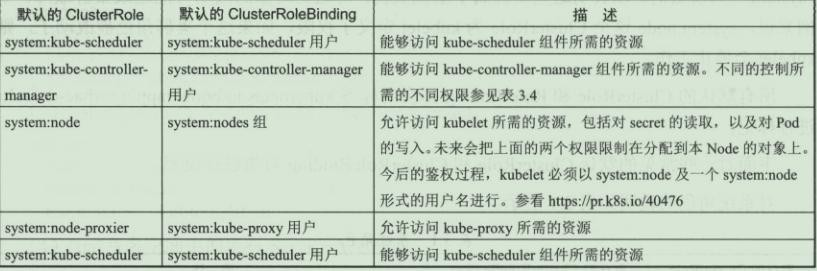 默认的 ClusterRole 默认的 ClusterRoleBinding 描 述
system:kube-scheduler system:kube-scheduler 用户 能够访问 kube-scheduler 组件所需的资源
system:kube-controller- system:kube-controller-manager 能够访问 kube-controller-manager 组件所需的资源。不同的控制所
manager 用户 需的不同权限参见表 3.4
system:node system:nodes 组 允许访问 kubelet 所需的资源，包括对 secret 的读取，以及对 Pod
的写入。未来会把上面的两个权限限制在分配到本 Node 的对象上。
今后的鉴权过程，kubelet 必须以 system:node 及一个 system:node
形式的用户名进行。参看 https://pr.k8s.io/40476
system:node-proxier system:kube-proxy 用户 允许访问 kube-proxy 所需的资源
system:kube-scheduler system:kube-scheduler 用户 能够访问 kube-scheduler 组件所需的资源